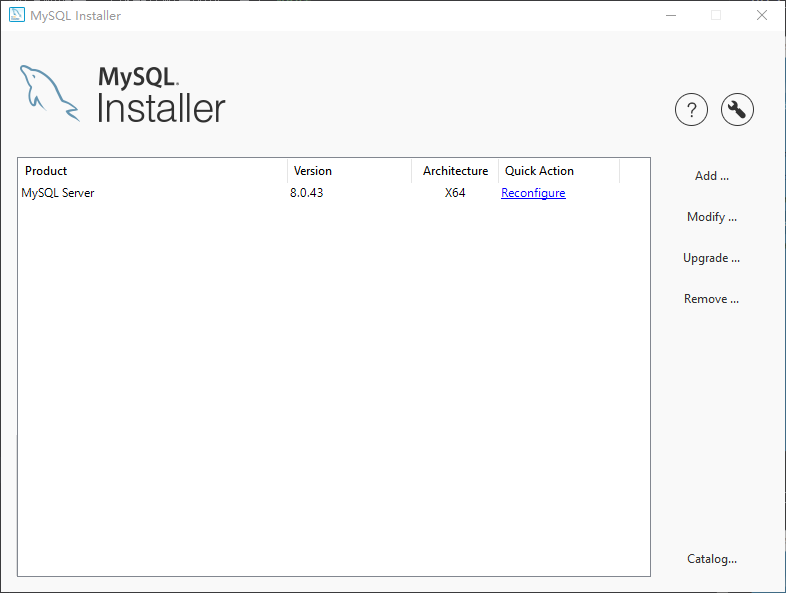 MySQL Installer
MySQL.
Installer
?
Product Version Architecture Quick Action
MySQL Server 8.0.43 X64 Reconfigure
Add ...
Modify ...
Upgrade ...
Remove ...
Catalog...